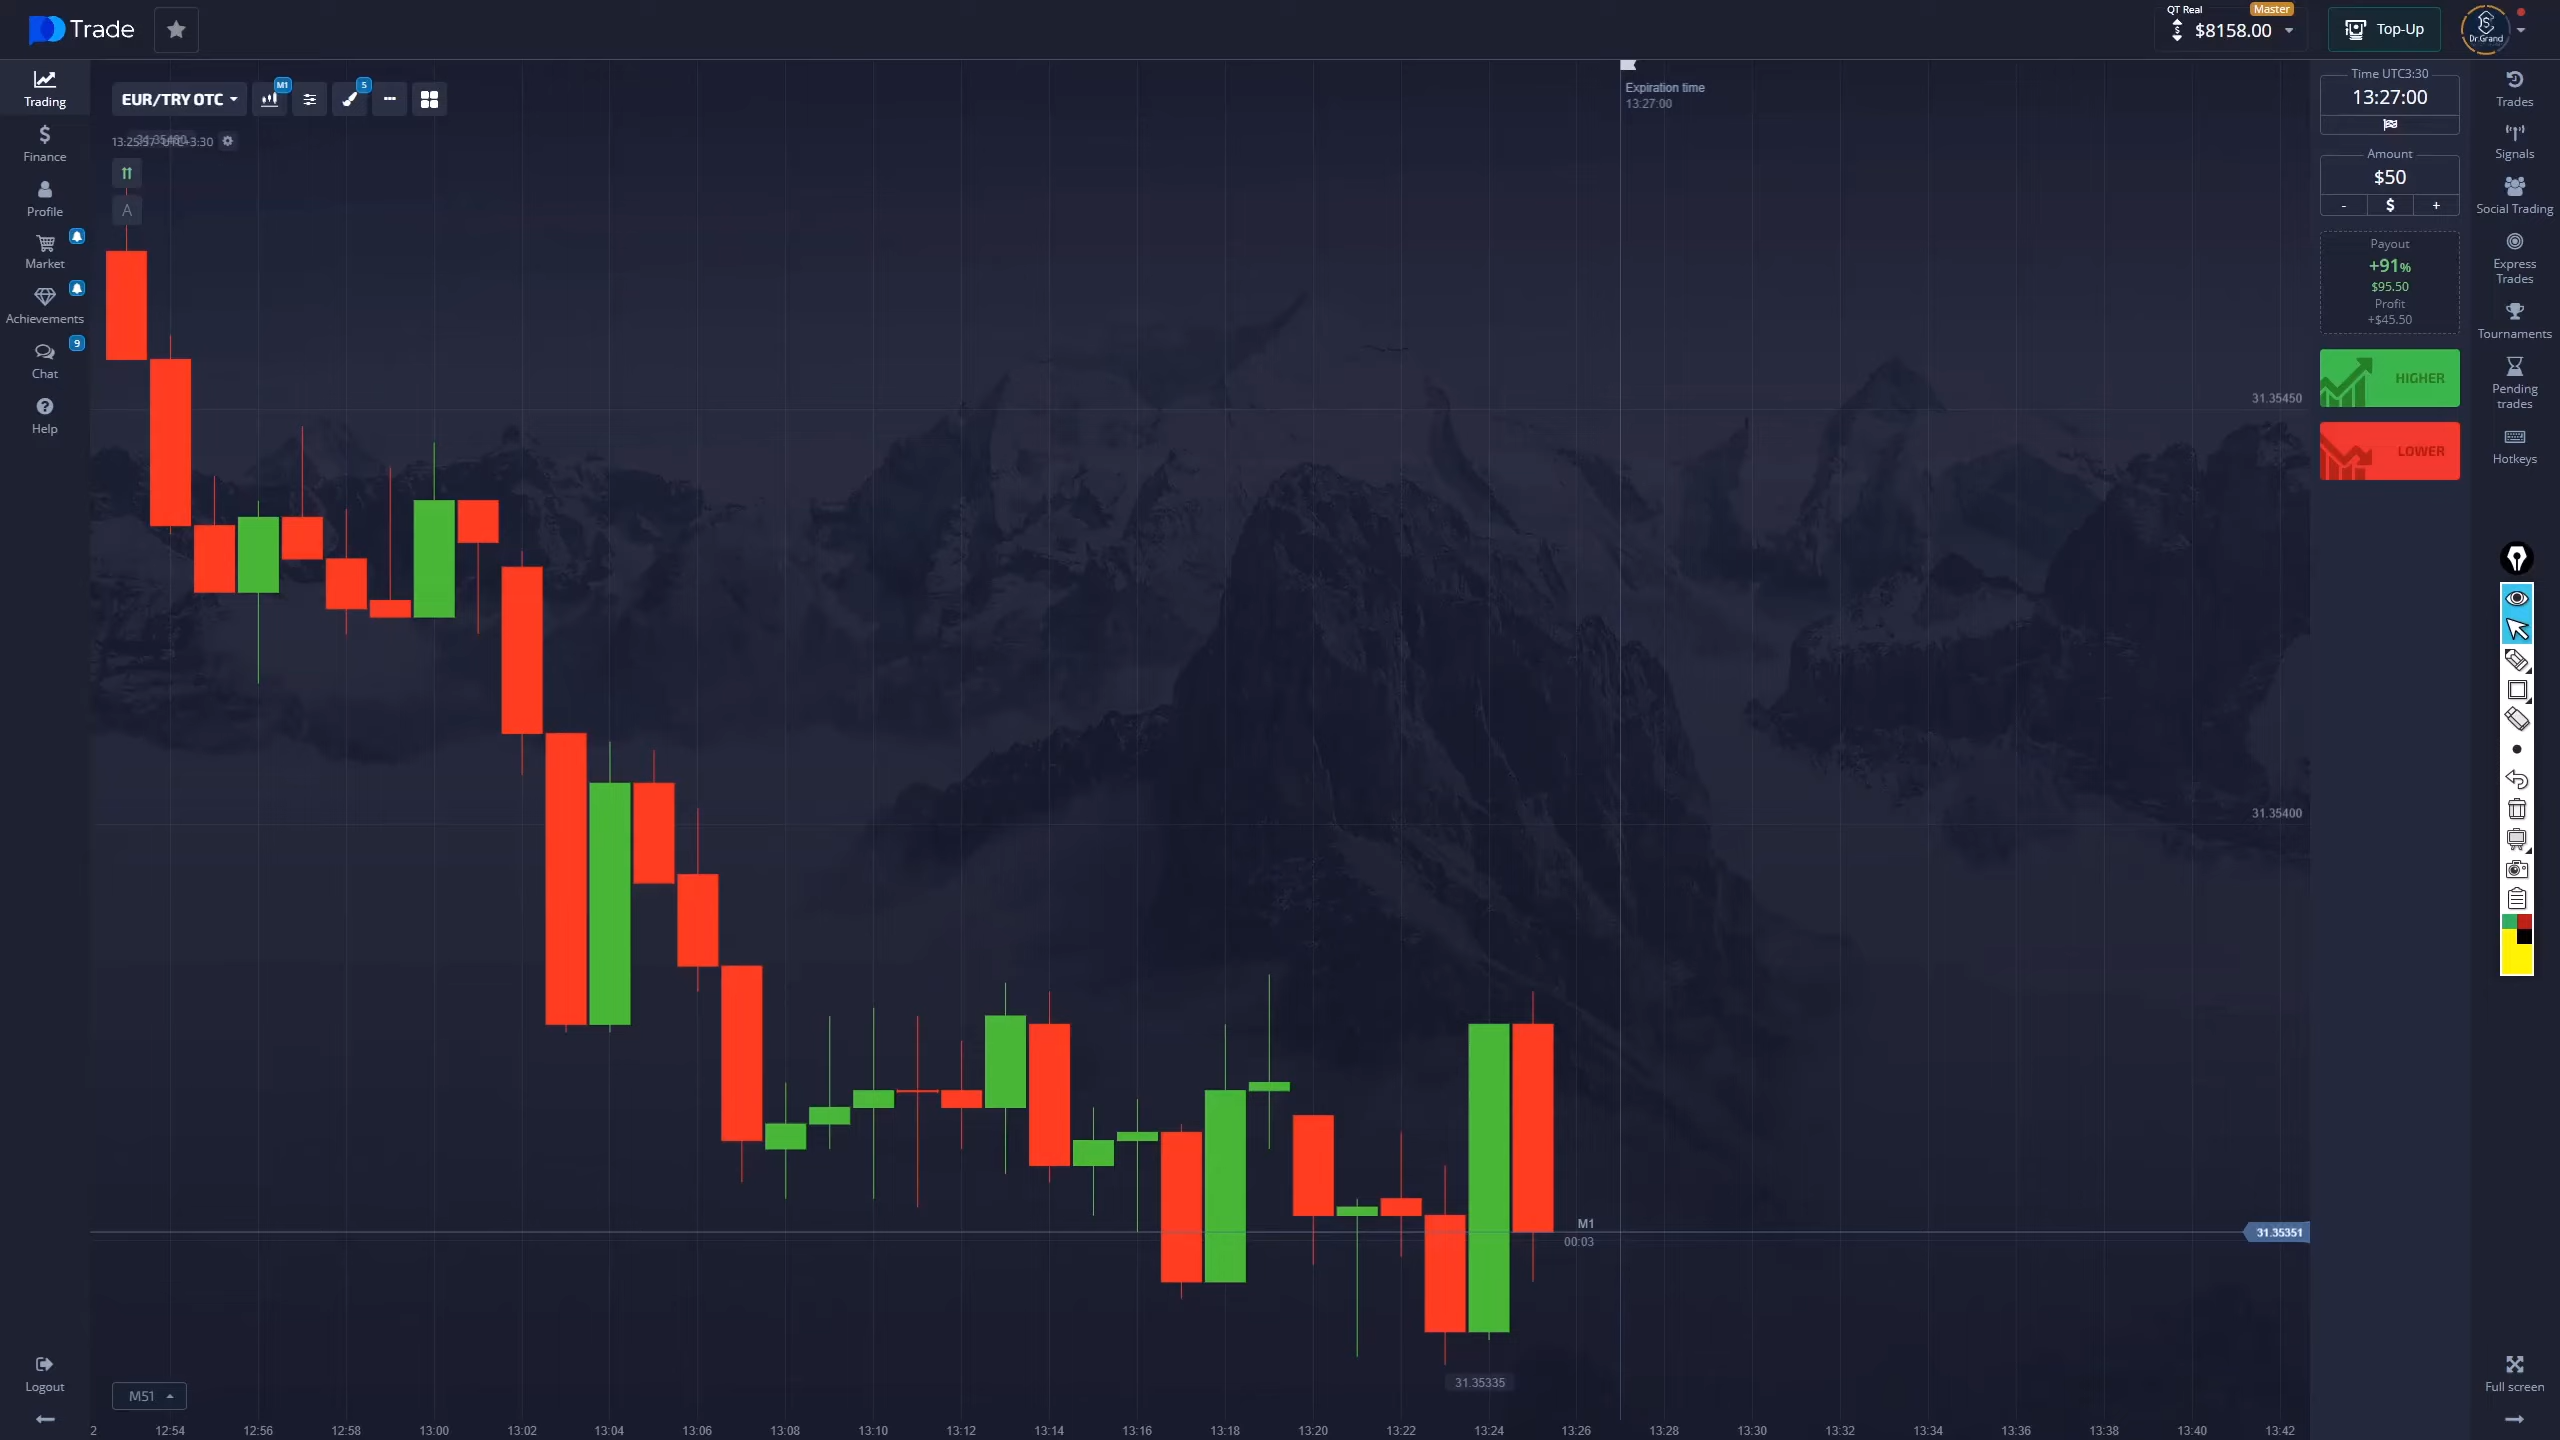 Trade
QT Real
Master
$8158.00
Top-Up
Dr.Grand
Trading
Finance
Profile
Market
Achievements
9
Chat
Help
Logout
EUR/TRY OTC
M1
5
A
Expiration time
13:27:00
31.35450
31.35400
31.35351
M1
00:03
31.35335
M51
2
12:54
12:56
12:58
13:00
13:02
13:04
13:06
13:08
13:10
13:12
13:14
13:16
13:18
13:20
13:22
13:24
13:26
13:28
13:30
13:32
13:34
13:36
13:38
13:40
13:42
Time UTC3:30
13:27:00
Amount
$50
- $ +
Payout
+91%
$95.50
Profit
+$45.50
HIGHER
LOWER
Trades
Signals
Social Trading
Express
Trades
Tournaments
Pending
trades
Hotkeys
Full screen